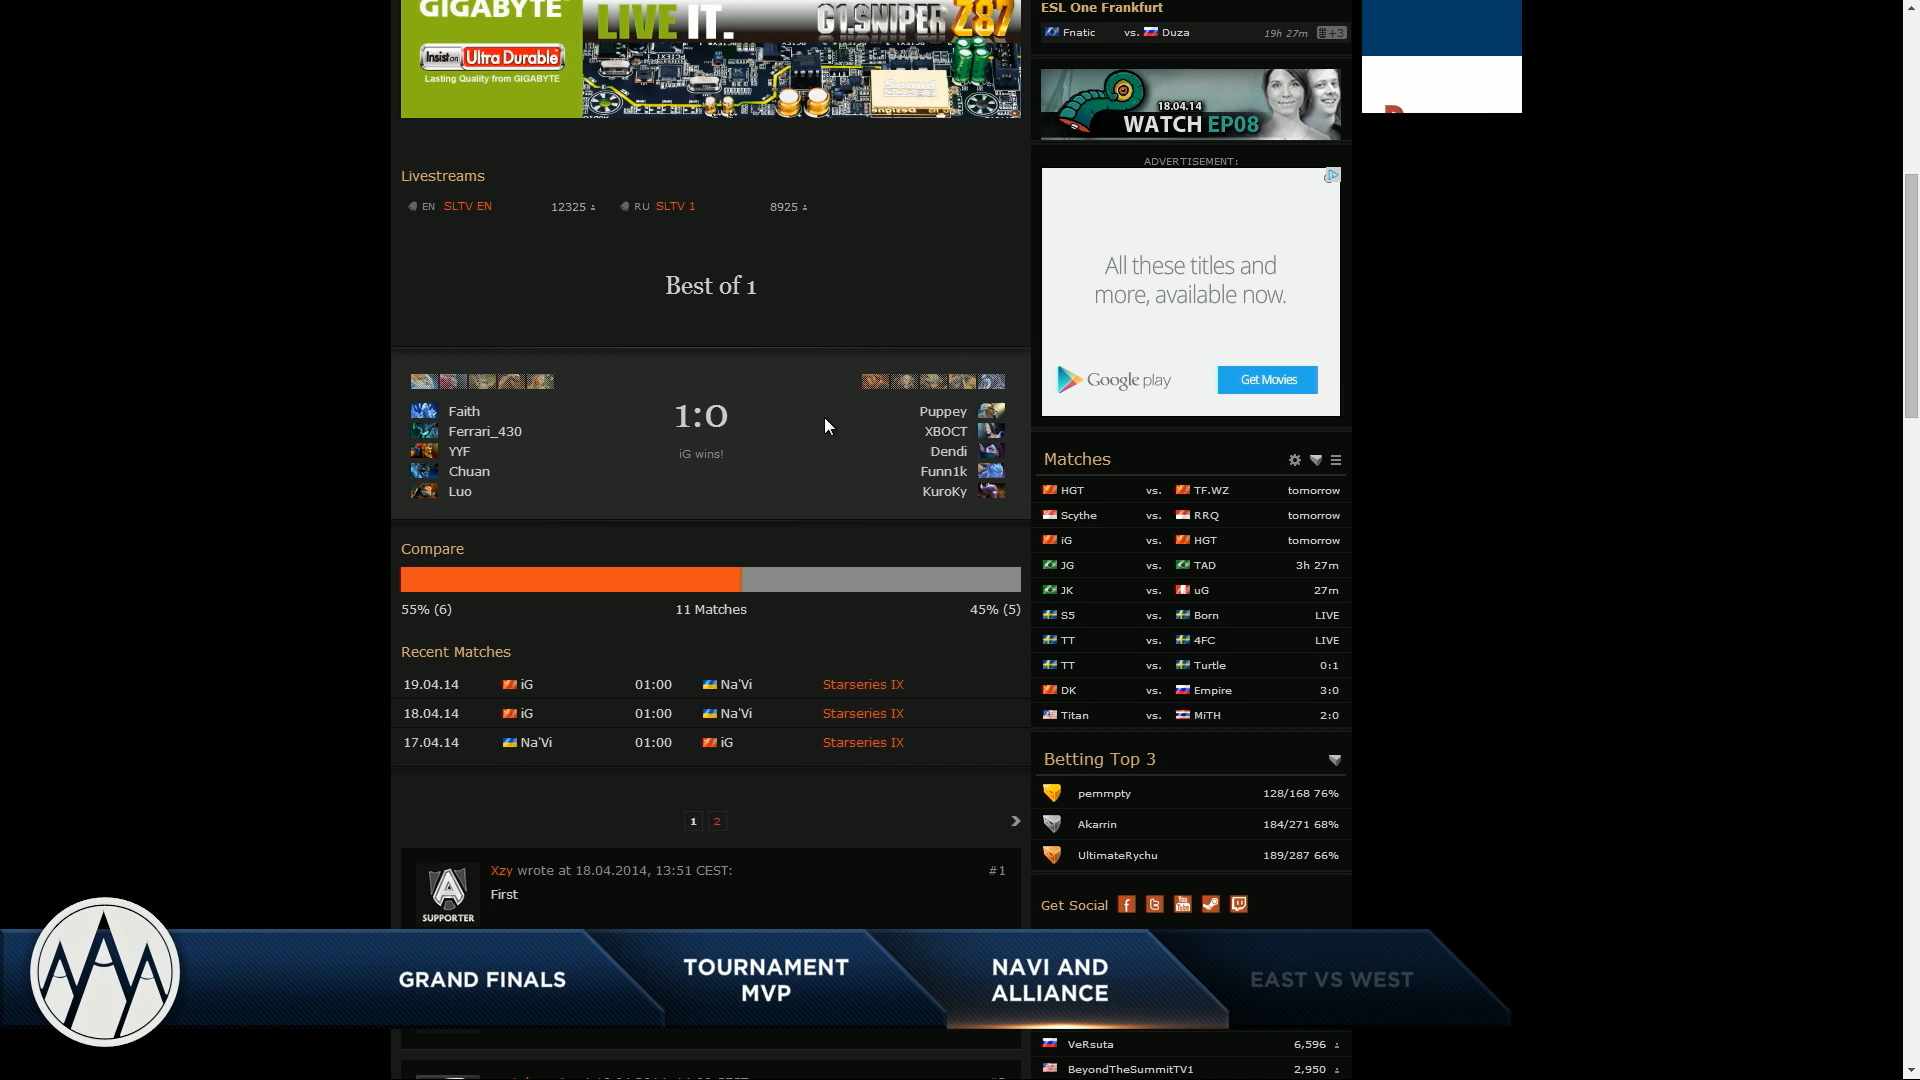 GIGABYTE
LIVE IT.
G1.SNIPER Z87
Insist on Ultra Durable
Lasting Quality from GIGABYTE
Livestreams
EN SLTV EN 12325
RU SLTV 1 8925
Best of 1
Faith
Ferrari_430
YYF
Chuan
Luo
1:0
iG wins!
Puppey
XBOCT
Dendi
Funn1k
KuroKy
Compare
55% (6) 11 Matches 45% (5)
Recent Matches
19.04.14 iG 01:00 Na'Vi Starseries IX
18.04.14 iG 01:00 Na'Vi Starseries IX
17.04.14 Na'Vi 01:00 iG Starseries IX
1 2
Xzy wrote at 18.04.2014, 13:51 CEST: #1
First
SUPPORTER
ESL One Frankfurt
Fnatic vs. Duza 19h 27m +3
18.04.14
WATCH EP08
ADVERTISEMENT:
All these titles and
more, available now.
Google play Get Movies
Matches
HGT vs. TF.WZ tomorrow
Scythe vs. RRQ tomorrow
iG vs. HGT tomorrow
JG vs. TAD 3h 27m
JK vs. uG 27m
S5 vs. Born LIVE
TT vs. 4FC LIVE
TT vs. Turtle 0:1
DK vs. Empire 3:0
Titan vs. MiTH 2:0
Betting Top 3
pemmpty 128/168 76%
Akarrin 184/271 68%
UltimateRychu 189/287 66%
Get Social
GRAND FINALS
TOURNAMENT
MVP
NAVI AND
ALLIANCE
EAST VS WEST
VeRsuta 6,596
BeyondTheSummitTV1 2,950